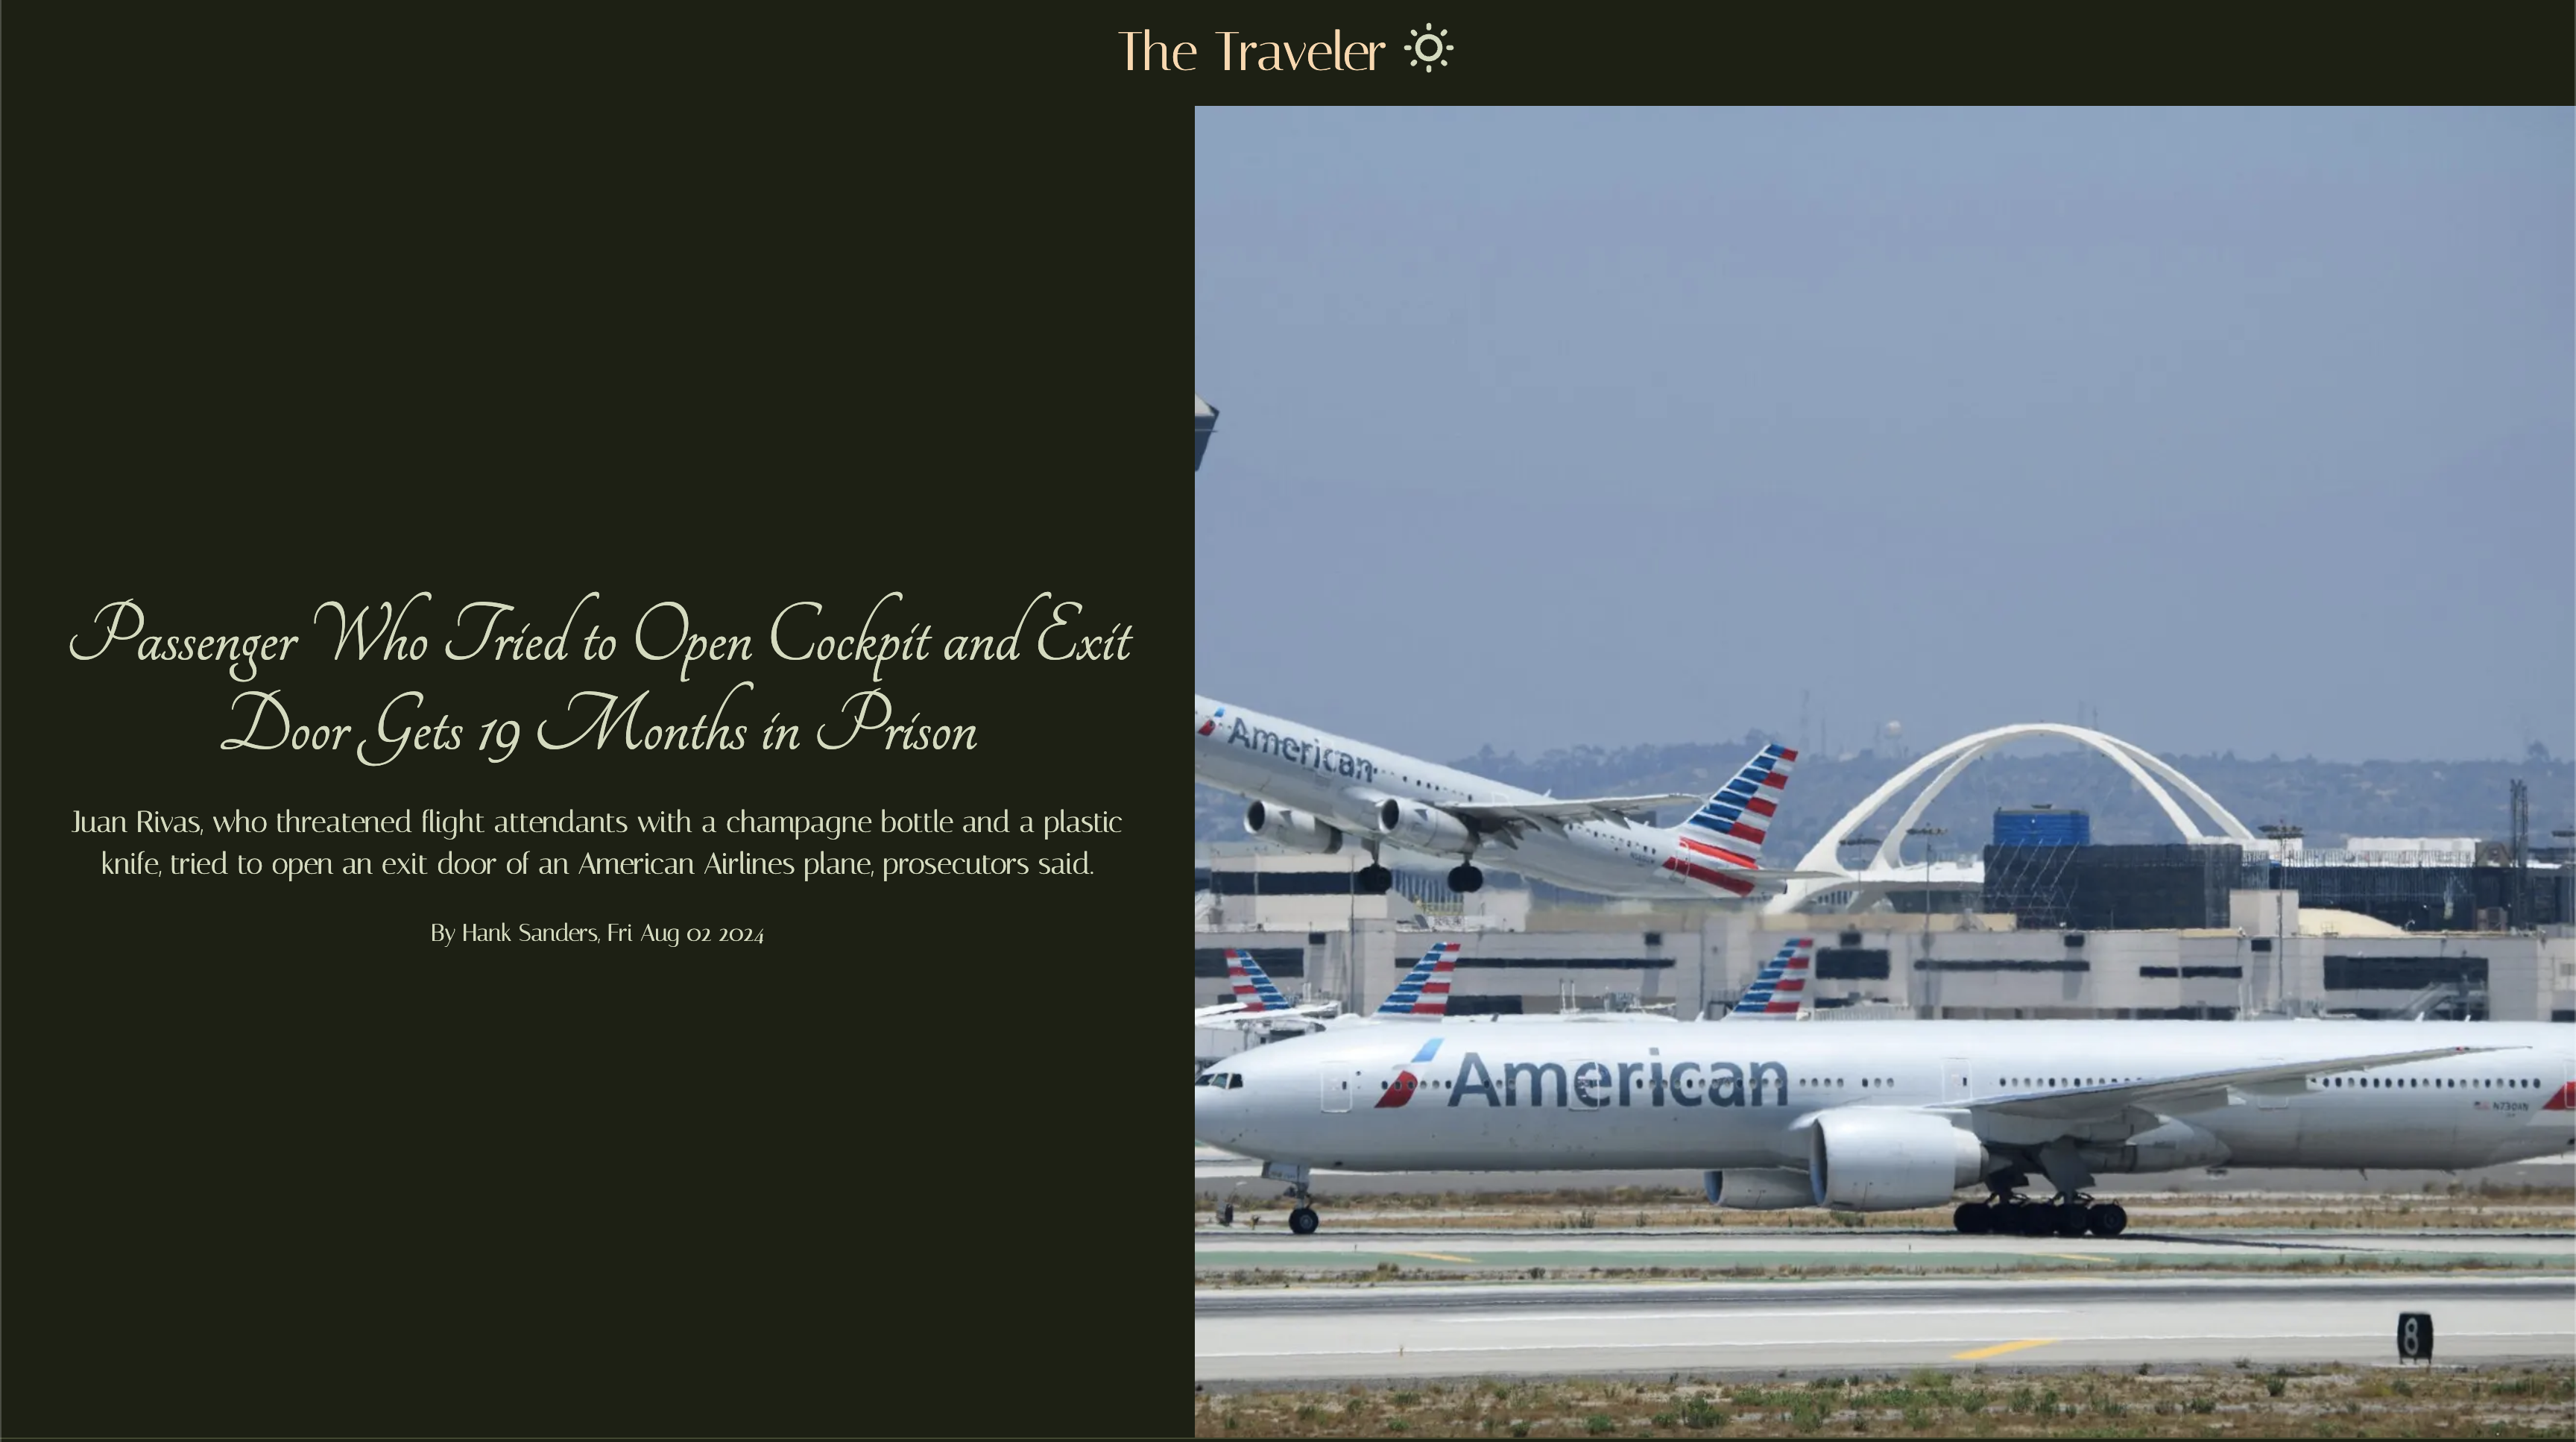 The Traveler
Passenger Who Tried to Open Cockpit and Exit
Door Gets 19 Months in Prison
Juan Rivas, who threatened flight attendants with a champagne bottle and a plastic
knife, tried to open an exit door of an American Airlines plane, prosecutors said.
By Hank Sanders, Fri Aug 02 2024
American
American
N730AN
8